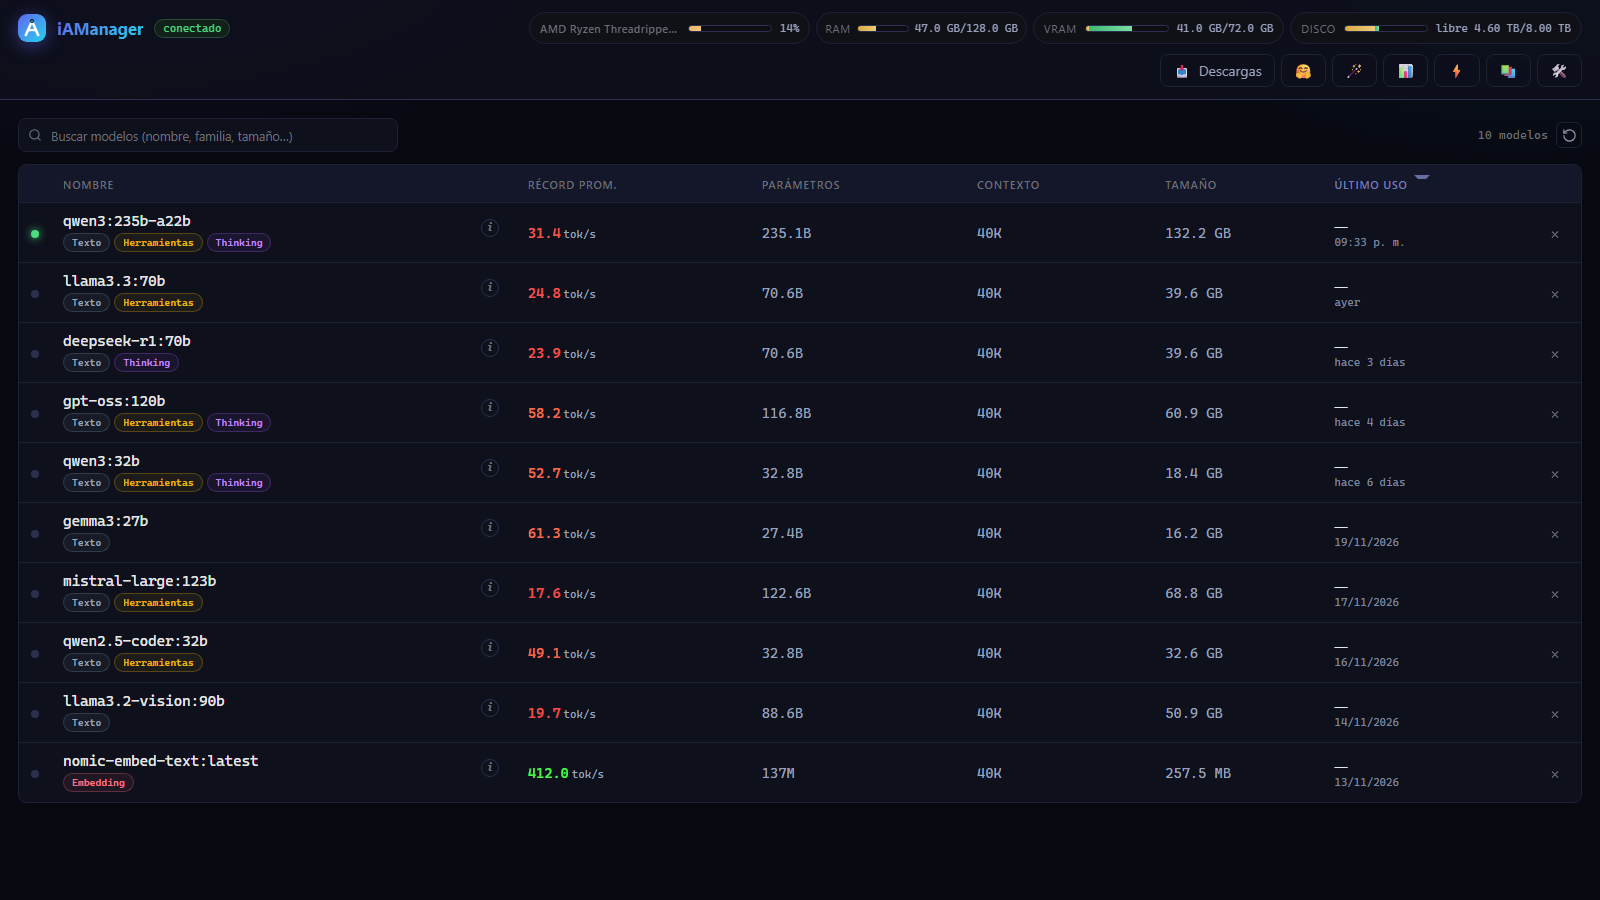 iAManager conectado
AMD Ryzen Threadrippe... 14% RAM 47.0 GB/128.0 GB VRAM 41.0 GB/72.0 GB DISCO libre 4.60 TB/8.00 TB
Descargas
Buscar modelos (nombre, familia, tamaño...)
10 modelos
NOMBRE RÉCORD PROM. PARÁMETROS CONTEXTO TAMAÑO ÚLTIMO USO
qwen3:235b-a22b
Texto Herramientas Thinking
i
31.4 tok/s 235.1B 40K 132.2 GB
—
09:33 p. m.
×
llama3.3:70b
Texto Herramientas
i
24.8 tok/s 70.6B 40K 39.6 GB
—
ayer
×
deepseek-r1:70b
Texto Thinking
i
23.9 tok/s 70.6B 40K 39.6 GB
—
hace 3 días
×
gpt-oss:120b
Texto Herramientas Thinking
i
58.2 tok/s 116.8B 40K 60.9 GB
—
hace 4 días
×
qwen3:32b
Texto Herramientas Thinking
i
52.7 tok/s 32.8B 40K 18.4 GB
—
hace 6 días
×
gemma3:27b
Texto
i
61.3 tok/s 27.4B 40K 16.2 GB
—
19/11/2026
×
mistral-large:123b
Texto Herramientas
i
17.6 tok/s 122.6B 40K 68.8 GB
—
17/11/2026
×
qwen2.5-coder:32b
Texto Herramientas
i
49.1 tok/s 32.8B 40K 32.6 GB
—
16/11/2026
×
llama3.2-vision:90b
Texto
i
19.7 tok/s 88.6B 40K 50.9 GB
—
14/11/2026
×
nomic-embed-text:latest
Embedding
i
412.0 tok/s 137M 40K 257.5 MB
—
13/11/2026
×